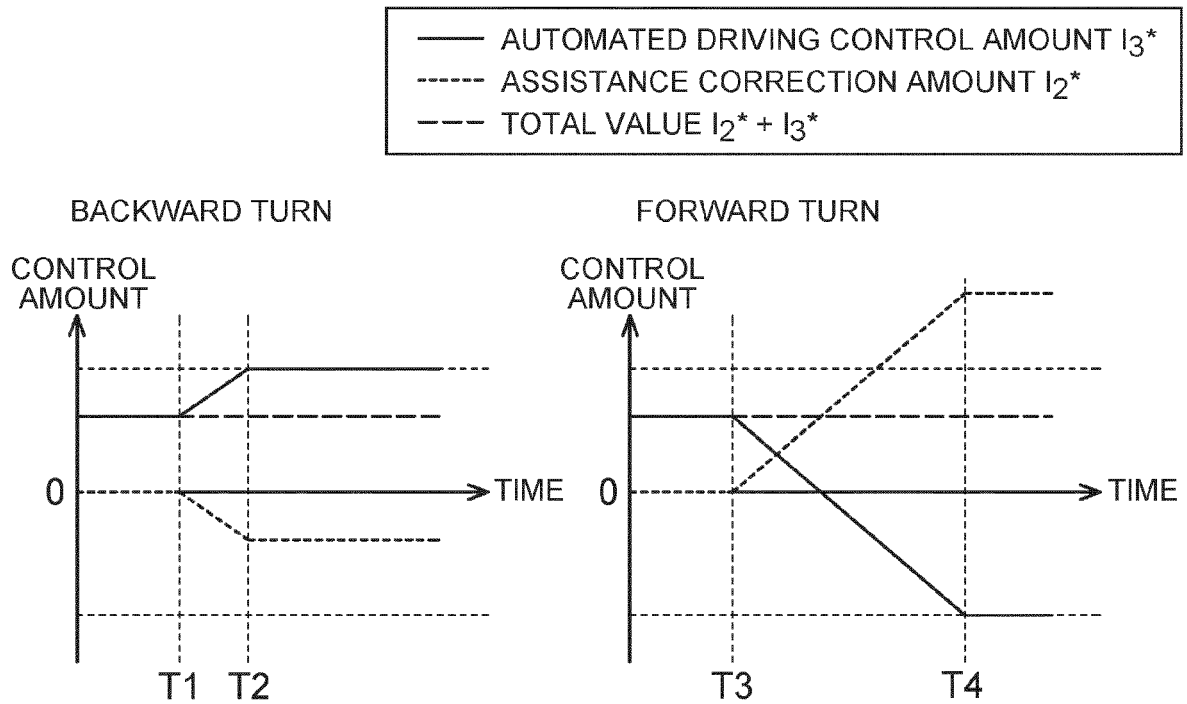 AUTOMATED DRIVING CONTROL AMOUNT I3*
ASSISTANCE CORRECTION AMOUNT I2*
TOTAL VALUE I2* + I3*
BACKWARD TURN
CONTROL
AMOUNT
0
TIME
T1 T2
FORWARD TURN
CONTROL
AMOUNT
0
TIME
T3 T4